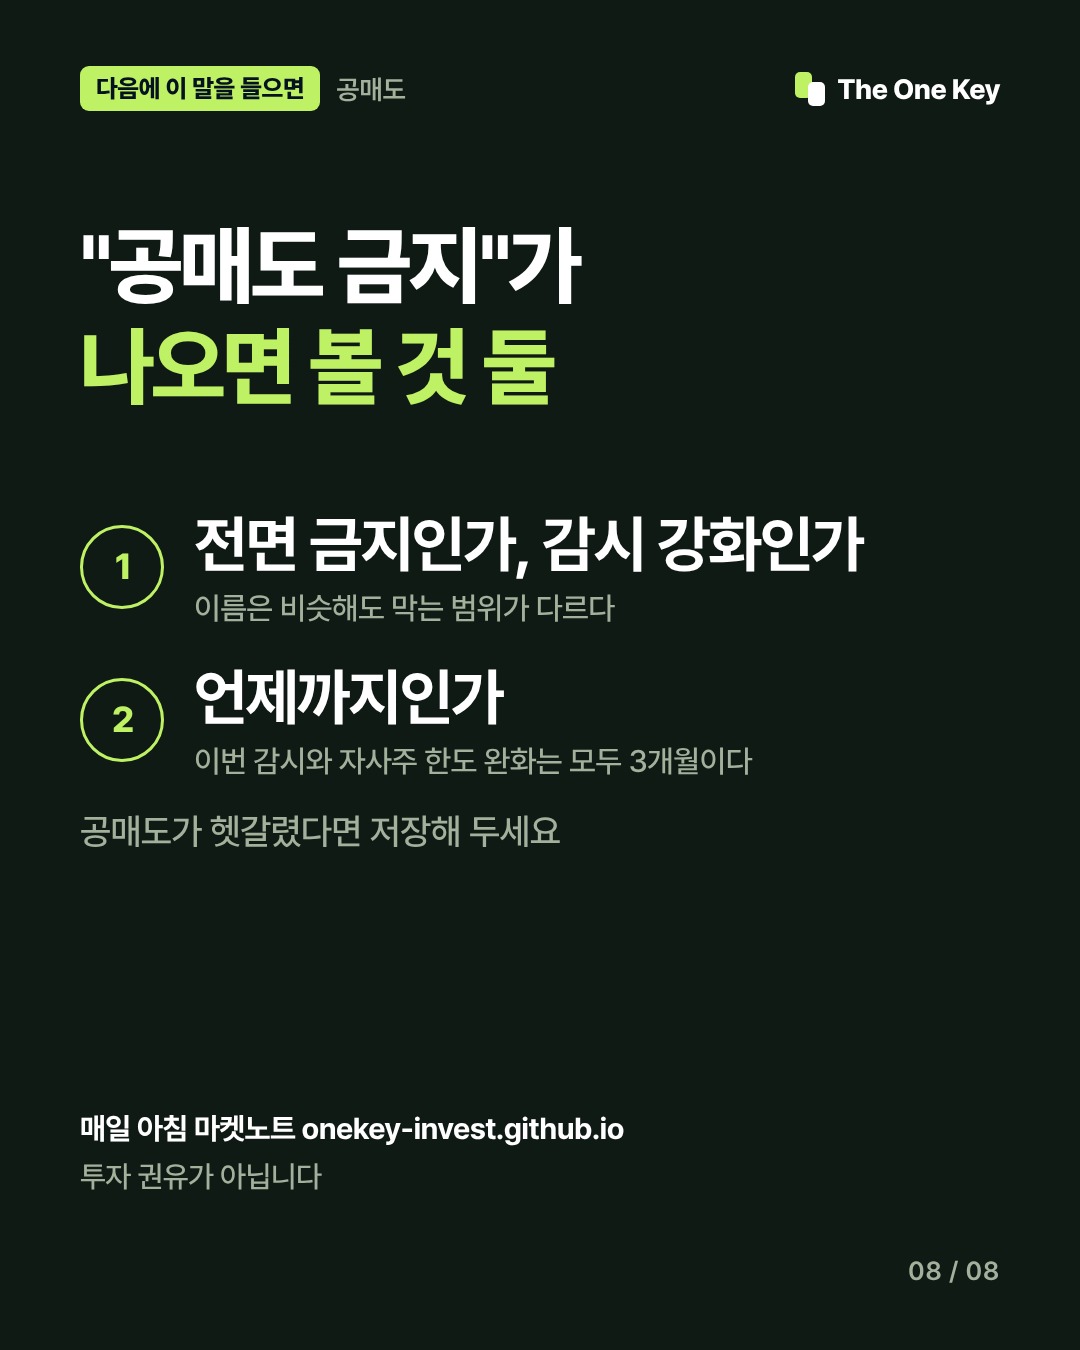 다음에 이 말을 들으면 공매도
The One Key
"공매도 금지"가
나오면 볼 것 둘
1
전면 금지인가, 감시 강화인가
이름은 비슷해도 막는 범위가 다르다
2
언제까지인가
이번 감시와 자사주 한도 완화는 모두 3개월이다
공매도가 헷갈렸다면 저장해 두세요
매일 아침 마켓노트 onekey-invest.github.io
투자 권유가 아닙니다
08 / 08